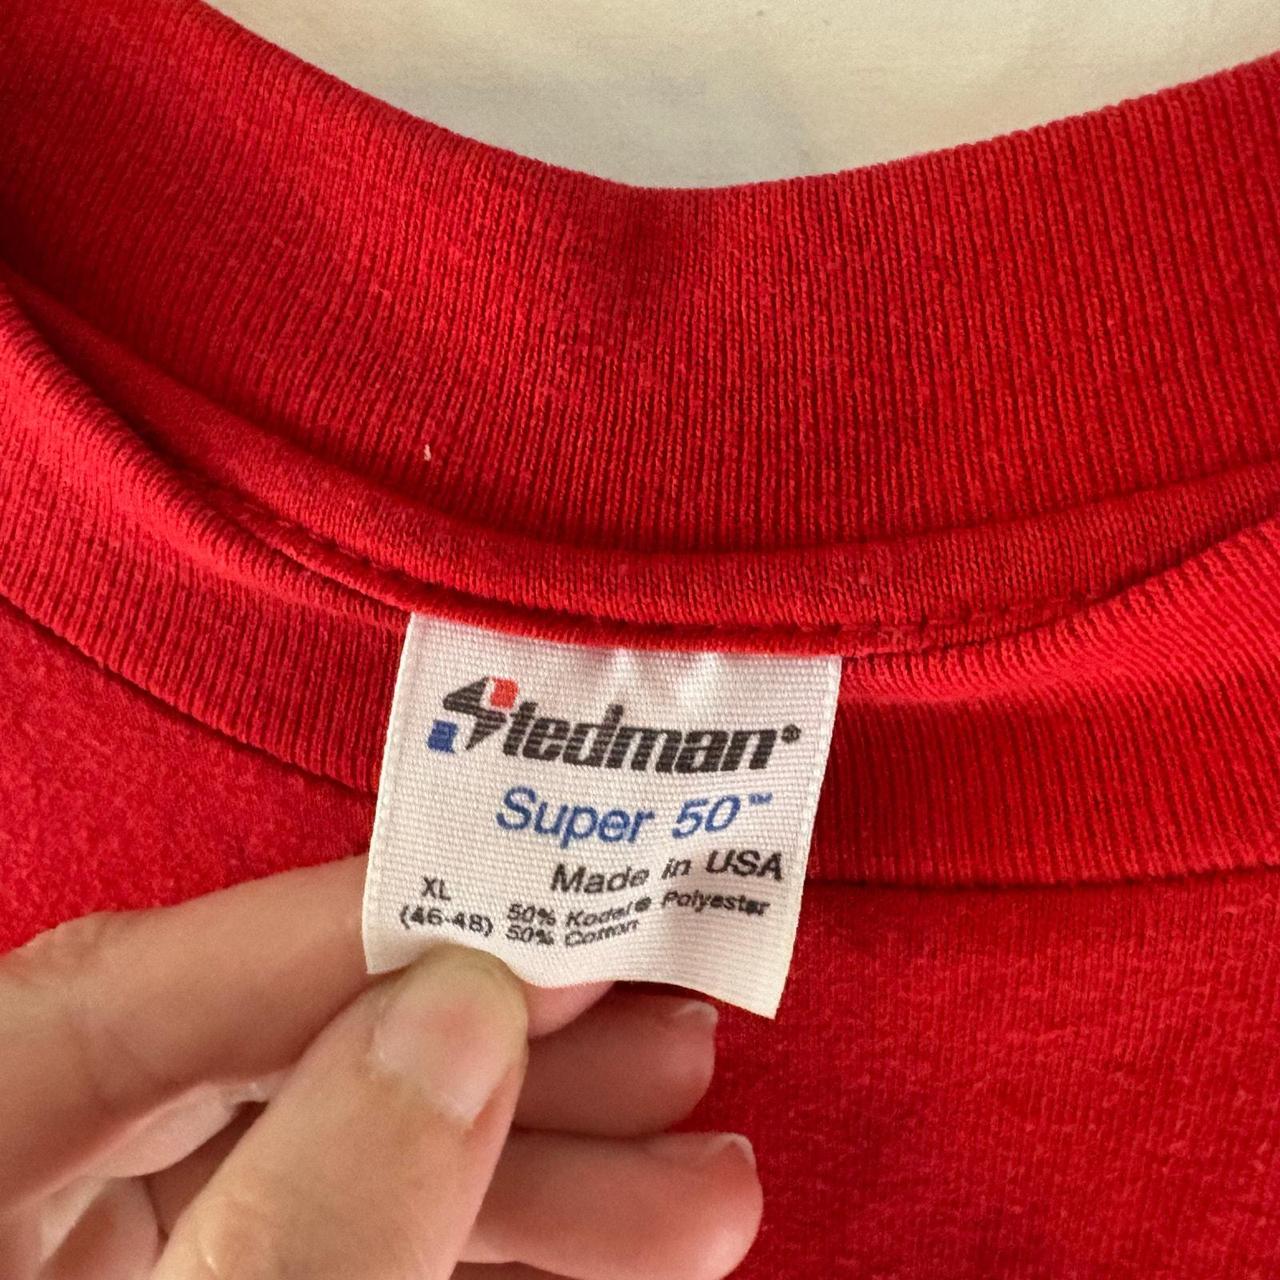 Stedman®
Super 50™
Made in USA
XL
(46-48)
50% Kodel® Polyester
50% Cotton